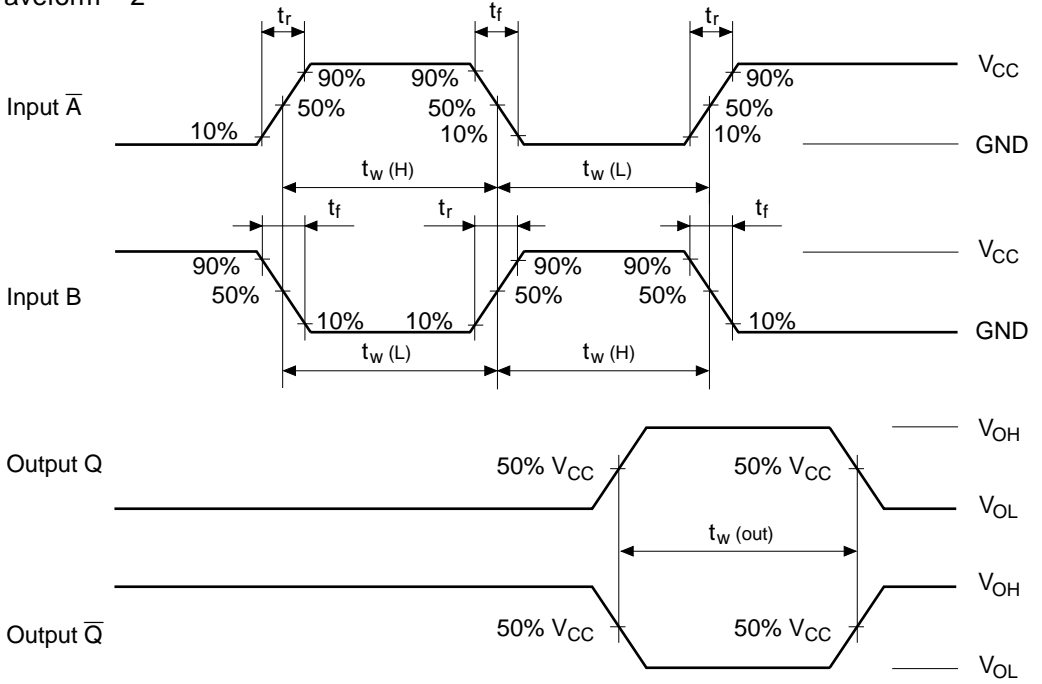 aveform – 2
tr
tf
tr
90% 90% 90% VCC
Input A̅ 50% 50% 50%
10% 10% 10% GND
tw (H) tw (L)
tf tr tf
VCC
90% 90% 90%
Input B 50% 50% 50%
10% 10% 10% GND
tw (L) tw (H)
VOH
Output Q 50% VCC 50% VCC
VOL
tw (out)
VOH
Output Q̅ 50% VCC 50% VCC
VOL